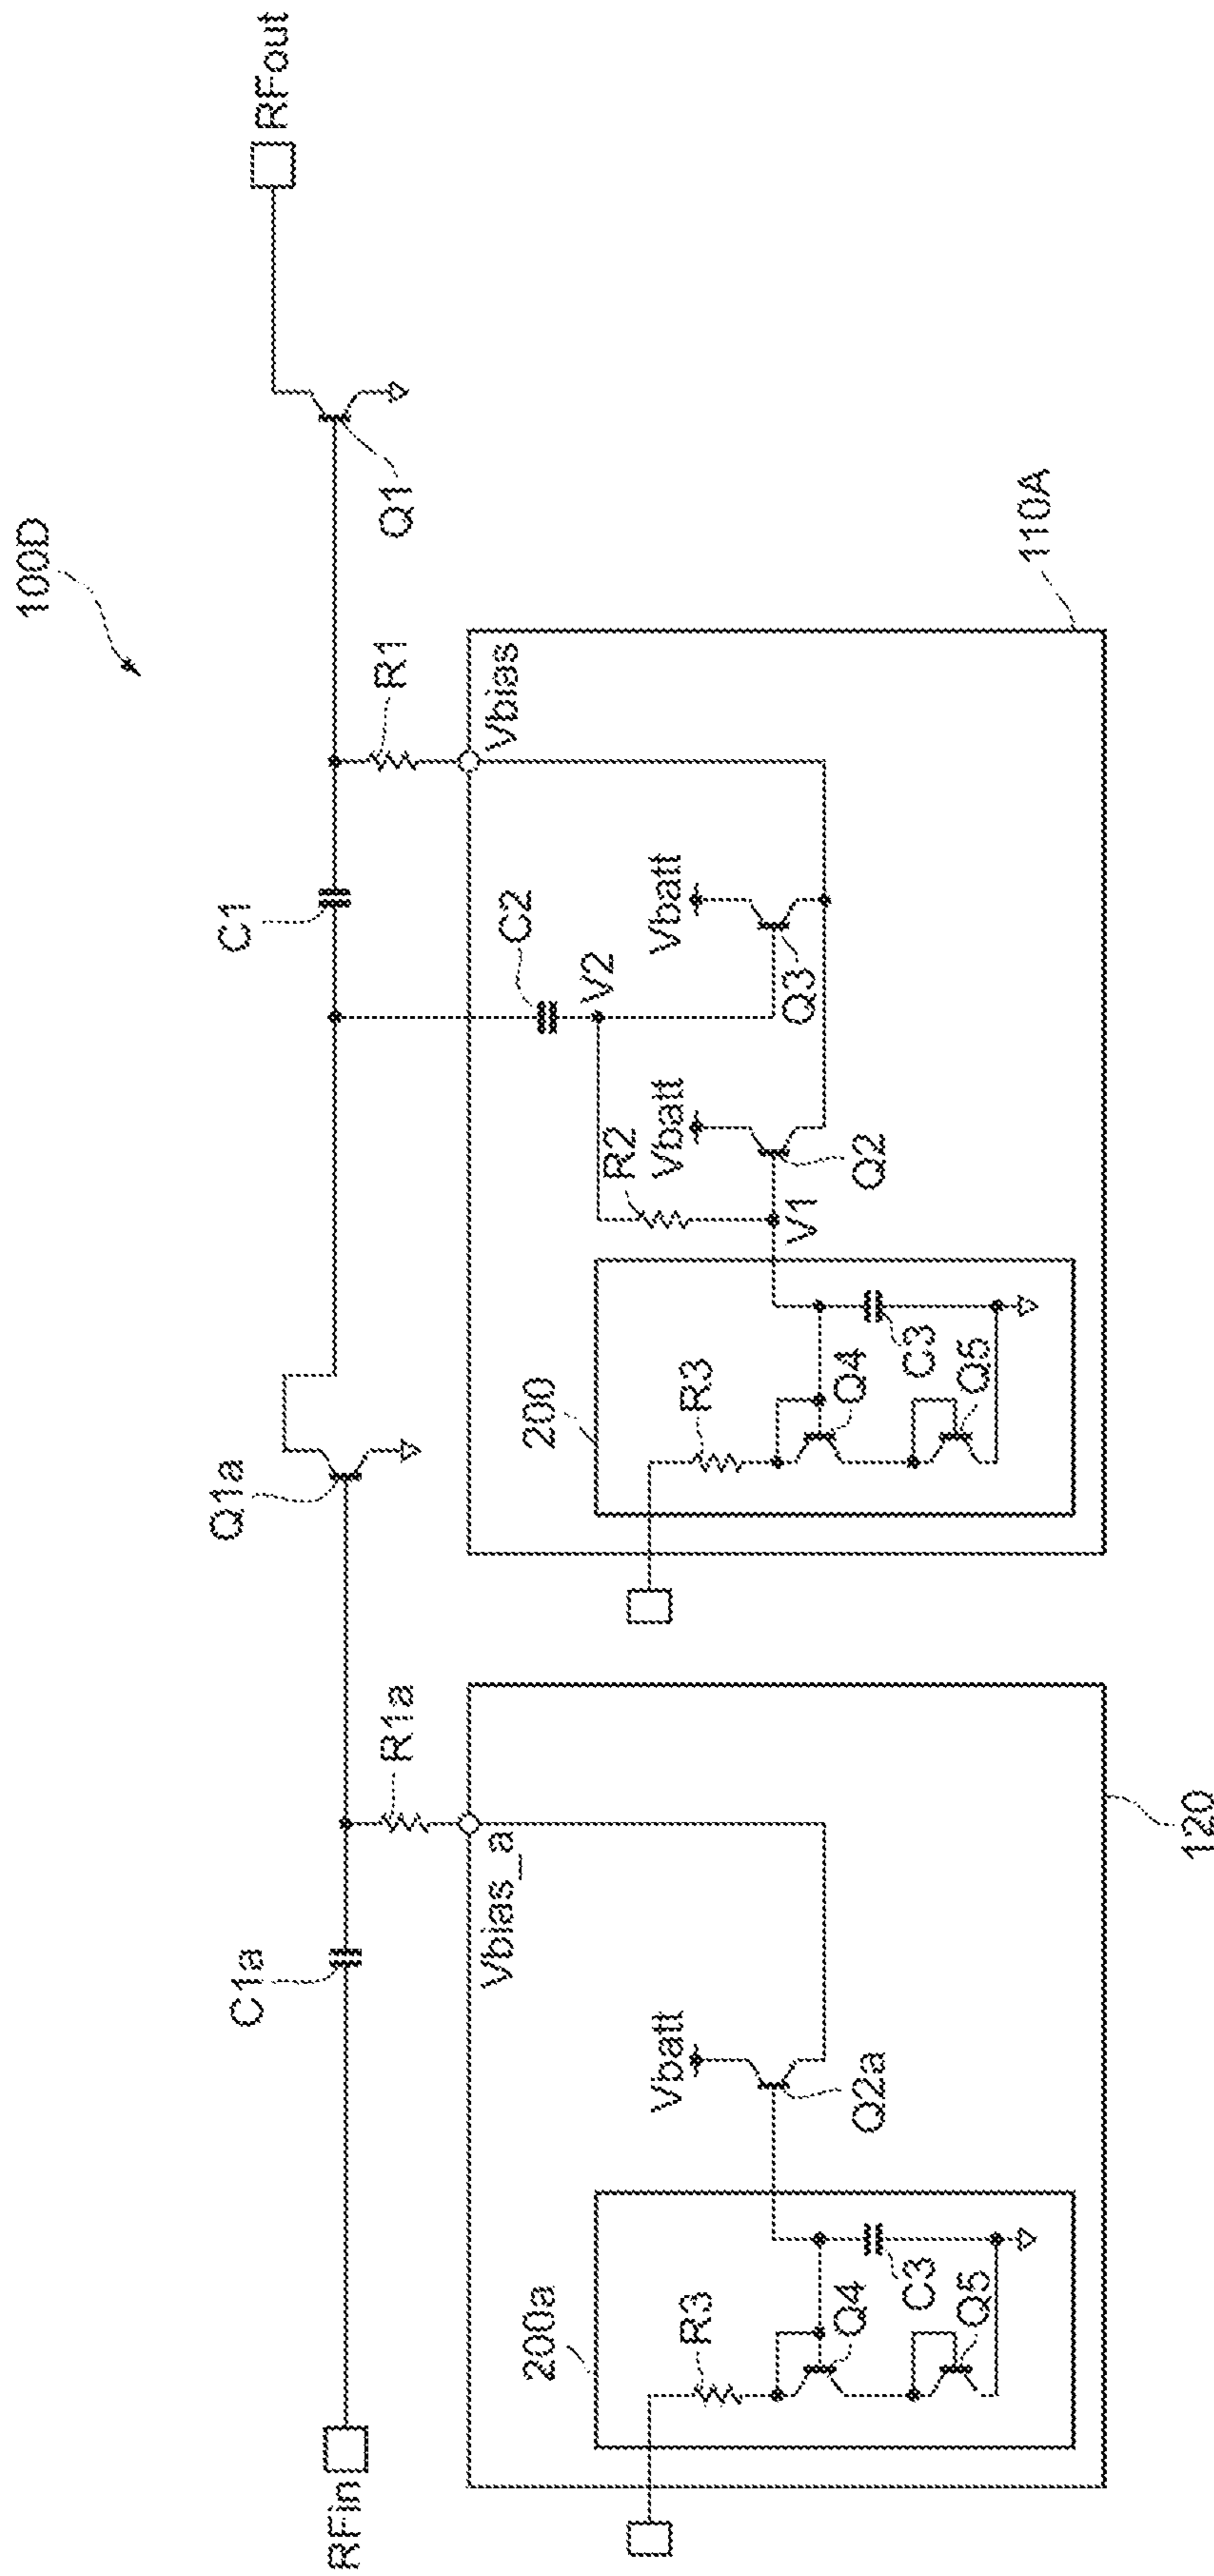 100D
RFout
Q1
C1
R1
Q1a
C1a
R1a
RFin
Vbias
110A
C2
V2
Vbatt
Q3
R2
Vbatt
Q2
V1
200
R3
Q4
C3
Q5
Vbias_a
120
Vbatt
Q2a
200a
R3
Q4
C3
Q5